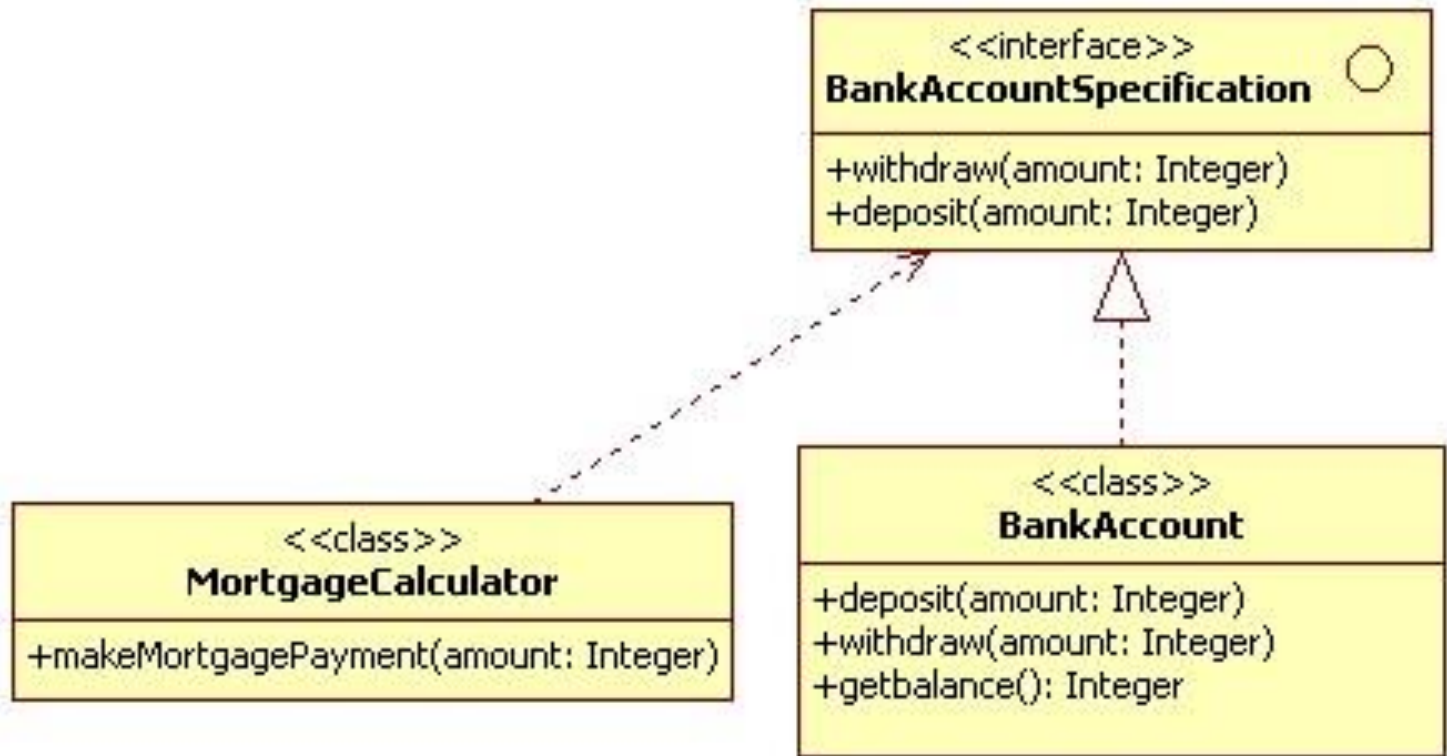 <<interface>>
BankAccountSpecification
+withdraw(amount: Integer)
+deposit(amount: Integer)
<<class>>
MortgageCalculator
+makeMortgagePayment(amount: Integer)
<<class>>
BankAccount
+deposit(amount: Integer)
+withdraw(amount: Integer)
+getbalance(): Integer